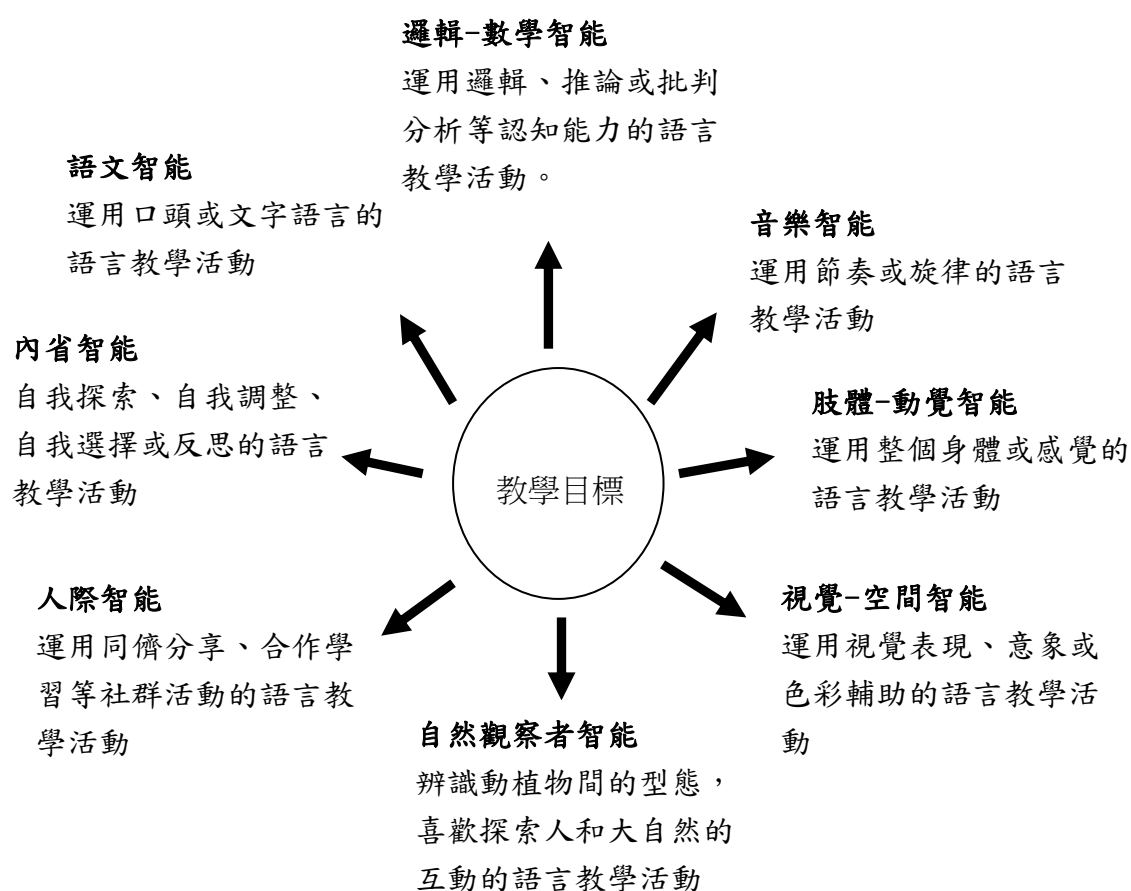 邏輯-數學智能
運用邏輯、推論或批判
分析等認知能力的語言
教學活動。
語文智能
運用口頭或文字語言的
語言教學活動
音樂智能
運用節奏或旋律的語言
教學活動
內省智能
自我探索、自我調整、
自我選擇或反思的語言
教學活動
肢體-動覺智能
運用整個身體或感覺的
語言教學活動
教學目標
人際智能
運用同儕分享、合作學
習等社群活動的語言教
學活動
視覺-空間智能
運用視覺表現、意象或
色彩輔助的語言教學活
動
自然觀察者智能
辨識動植物間的型態，
喜歡探索人和大自然的
互動的語言教學活動